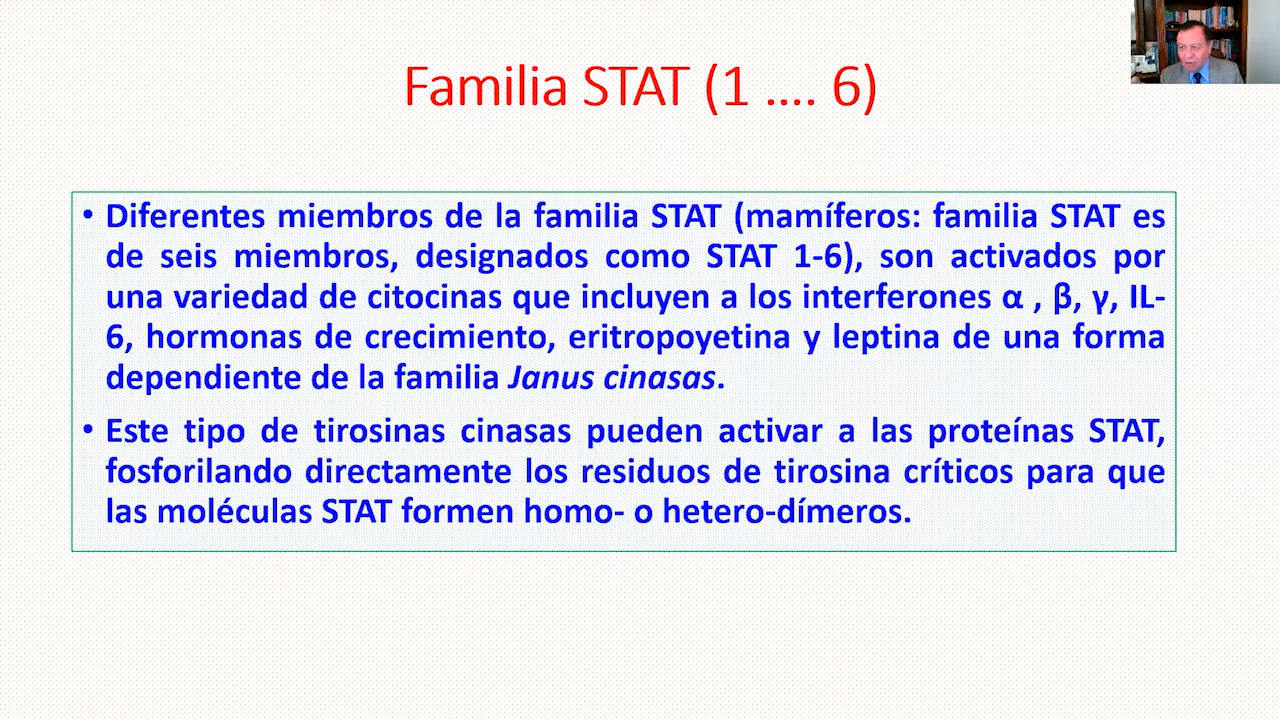 Familia STAT (1 .... 6)
• Diferentes miembros de la familia STAT (mamíferos: familia STAT es
de seis miembros, designados como STAT 1-6), son activados por
una variedad de citocinas que incluyen a los interferones α , β, γ, IL-
6, hormonas de crecimiento, eritropoyetina y leptina de una forma
dependiente de la familia Janus cinasas.
• Este tipo de tirosinas cinasas pueden activar a las proteínas STAT,
fosforilando directamente los residuos de tirosina críticos para que
las moléculas STAT formen homo- o hetero-dímeros.